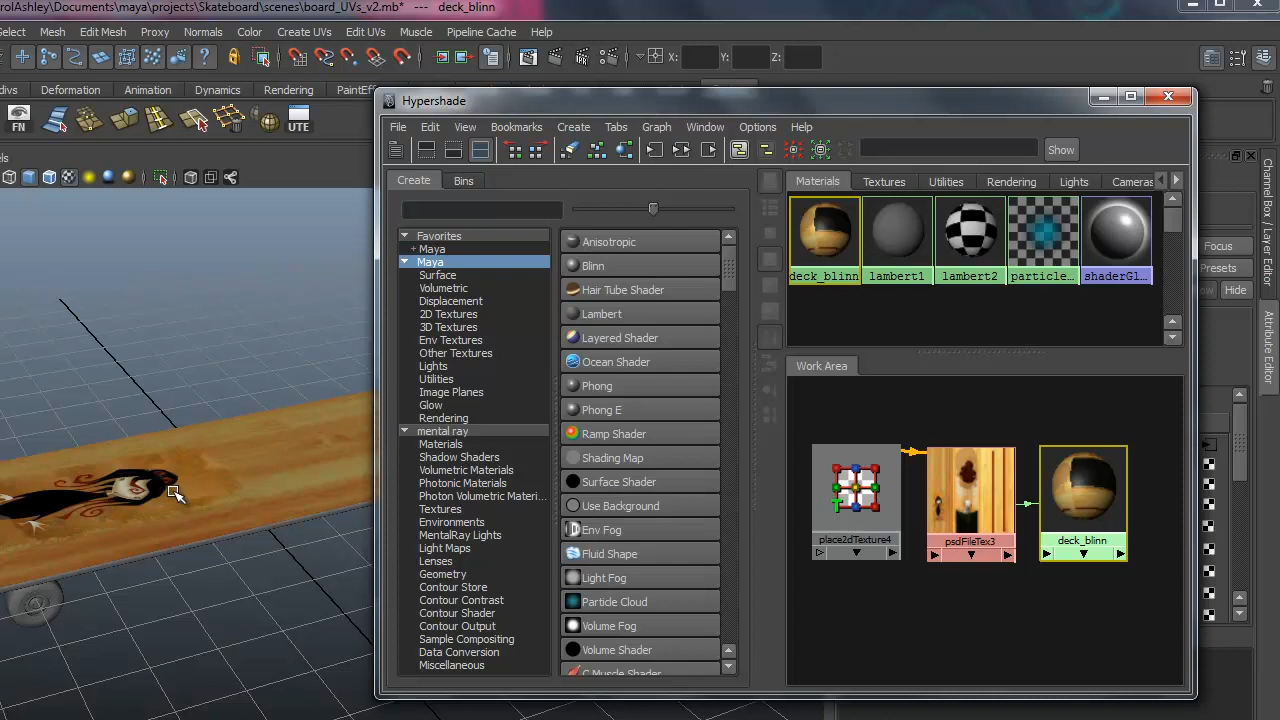 rolAshley\Documents\maya\projects\Skateboard\scenes\board_UVs_v2.mb* --- deck_blinn
Select Mesh Edit Mesh Proxy Normals Color Create UVs Edit UVs Muscle Pipeline Cache Help
X: Y: Z:
divs Deformation Animation Dynamics Rendering PaintEff
FN UTE
els
Hypershade
File Edit View Bookmarks Create Tabs Graph Window Options Help
Show
Create Bins
Materials Textures Utilities Rendering Lights Cameras
deck_blinn lambert1 lambert2 particle... shaderGl...
Favorites
+ Maya
Maya
Surface
Volumetric
Displacement
2D Textures
3D Textures
Env Textures
Other Textures
Lights
Utilities
Image Planes
Glow
Rendering
mental ray
Materials
Shadow Shaders
Volumetric Materials
Photonic Materials
Photon Volumetric Materi...
Textures
Environments
MentalRay Lights
Light Maps
Lenses
Geometry
Contour Store
Contour Contrast
Contour Shader
Contour Output
Sample Compositing
Data Conversion
Miscellaneous
Anisotropic
Blinn
Hair Tube Shader
Lambert
Layered Shader
Ocean Shader
Phong
Phong E
Ramp Shader
Shading Map
Surface Shader
Use Background
Env Fog
Fluid Shape
Light Fog
Particle Cloud
Volume Fog
Volume Shader
C Muscle Shader
Work Area
place2dTexture4 psdFileTex3 deck_blinn
Focus
Presets
ow Hide
Channel Box / Layer Editor
Attribute Editor